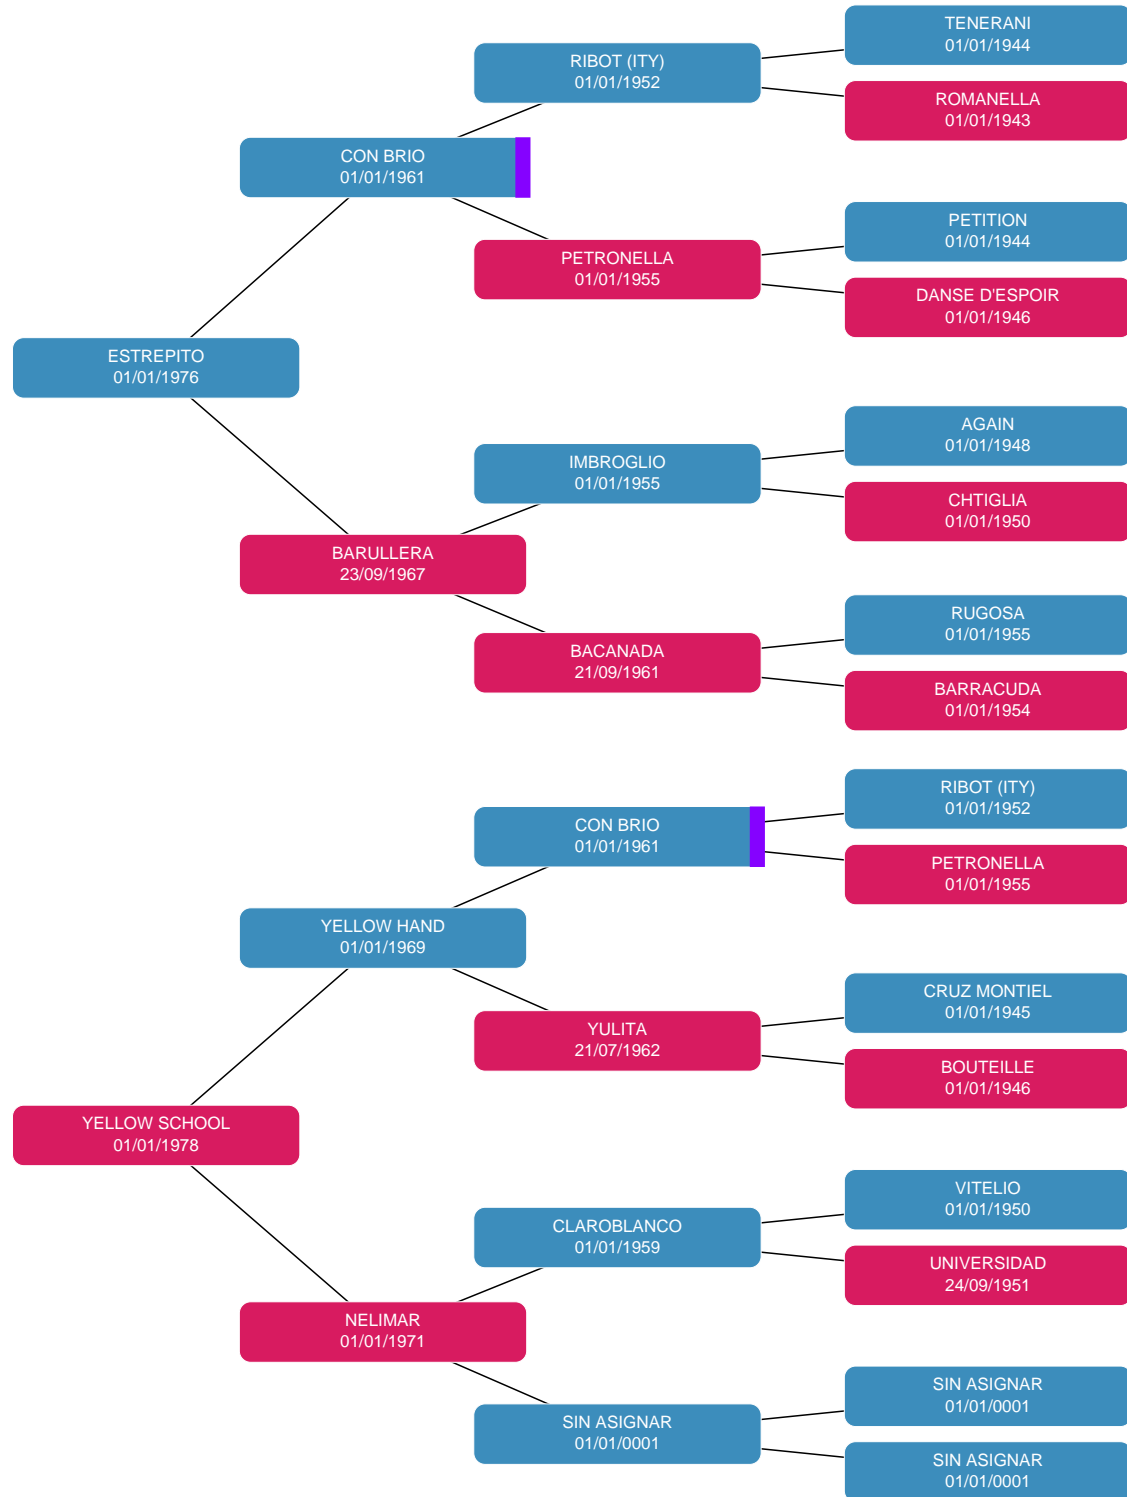 TENERANI
01/01/1944
RIBOT (ITY)
01/01/1952
ROMANELLA
01/01/1943
CON BRIO
01/01/1961
PETITION
01/01/1944
PETRONELLA
01/01/1955
DANSE D'ESPOIR
01/01/1946
ESTREPITO
01/01/1976
AGAIN
01/01/1948
IMBROGLIO
01/01/1955
CHTIGLIA
01/01/1950
BARULLERA
23/09/1967
RUGOSA
01/01/1955
BACANADA
21/09/1961
BARRACUDA
01/01/1954
RIBOT (ITY)
01/01/1952
CON BRIO
01/01/1961
PETRONELLA
01/01/1955
YELLOW HAND
01/01/1969
CRUZ MONTIEL
01/01/1945
YULITA
21/07/1962
BOUTEILLE
01/01/1946
YELLOW SCHOOL
01/01/1978
VITELIO
01/01/1950
CLAROBLANCO
01/01/1959
UNIVERSIDAD
24/09/1951
NELIMAR
01/01/1971
SIN ASIGNAR
01/01/0001
SIN ASIGNAR
01/01/0001
SIN ASIGNAR
01/01/0001